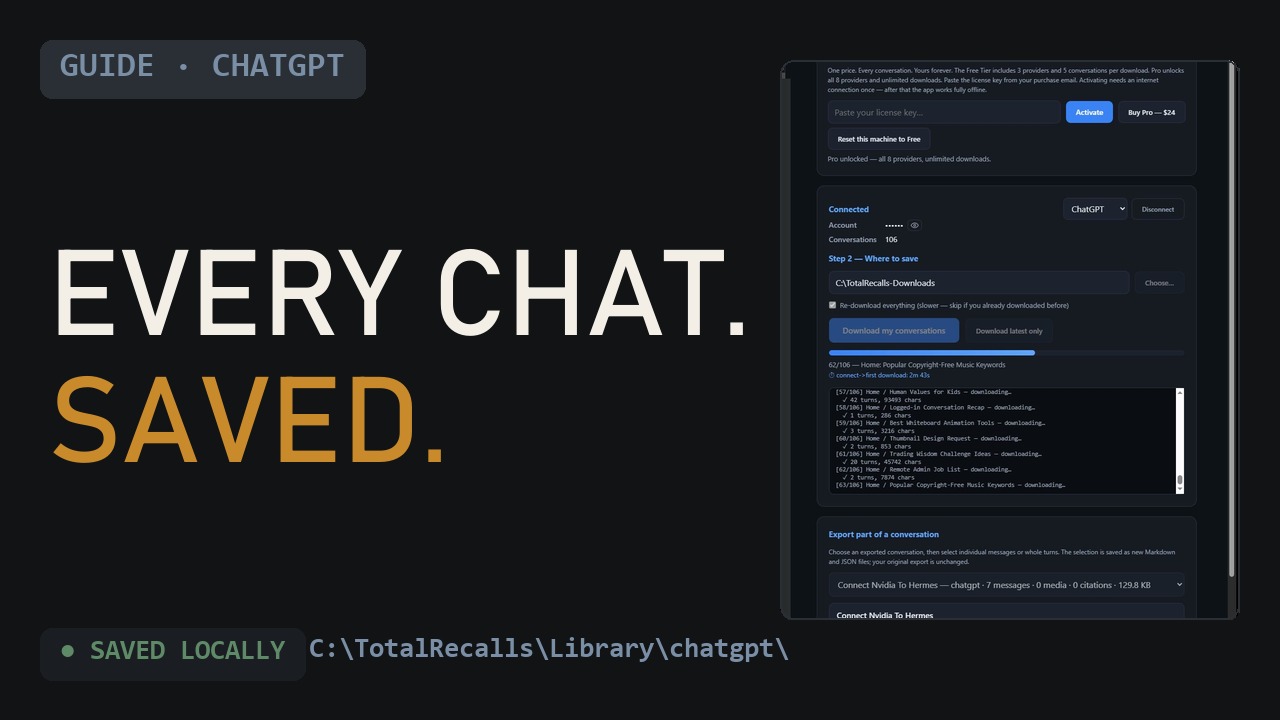 GUIDE · CHATGPT
EVERY CHAT.
SAVED.
● SAVED LOCALLY
C:\TotalRecalls\Library\chatgpt\
One price. Every conversation. Yours forever. The Free Tier includes 3 providers and 5 conversations per download. Pro unlocks
all 8 providers and unlimited downloads. Paste the license key from your purchase email. Activating needs an internet
connection once — after that the app works fully offline.
Paste your license key...
Activate
Buy Pro — $24
Reset this machine to Free
Pro unlocked — all 8 providers, unlimited downloads.
Connected
ChatGPT
Disconnect
Account ••••••
Conversations 106
Step 2 — Where to save
C:\TotalRecalls-Downloads
Choose...
Re-download everything (slower — skip if you already downloaded before)
Download my conversations
Download latest only
62/106 — Home: Popular Copyright-Free Music Keywords
⏱ connect->first download: 2m 43s
[57/106] Home / Human Values for Kids — downloading…
✓ 42 turns, 93493 chars
[58/106] Home / Logged-in Conversation Recap — downloading…
✓ 1 turns, 286 chars
[59/106] Home / Best Whiteboard Animation Tools — downloading…
✓ 3 turns, 3216 chars
[60/106] Home / Thumbnail Design Request — downloading…
✓ 2 turns, 853 chars
[61/106] Home / Trading Wisdom Challenge Ideas — downloading…
✓ 20 turns, 45742 chars
[62/106] Home / Remote Admin Job List — downloading…
✓ 2 turns, 7874 chars
[63/106] Home / Popular Copyright-Free Music Keywords — downloading…
Export part of a conversation
Choose an exported conversation, then select individual messages or whole turns. The selection is saved as new Markdown
and JSON files; your original export is unchanged.
Connect Nvidia To Hermes — chatgpt · 7 messages · 0 media · 0 citations · 129.8 KB
Connect Nvidia To Hermes